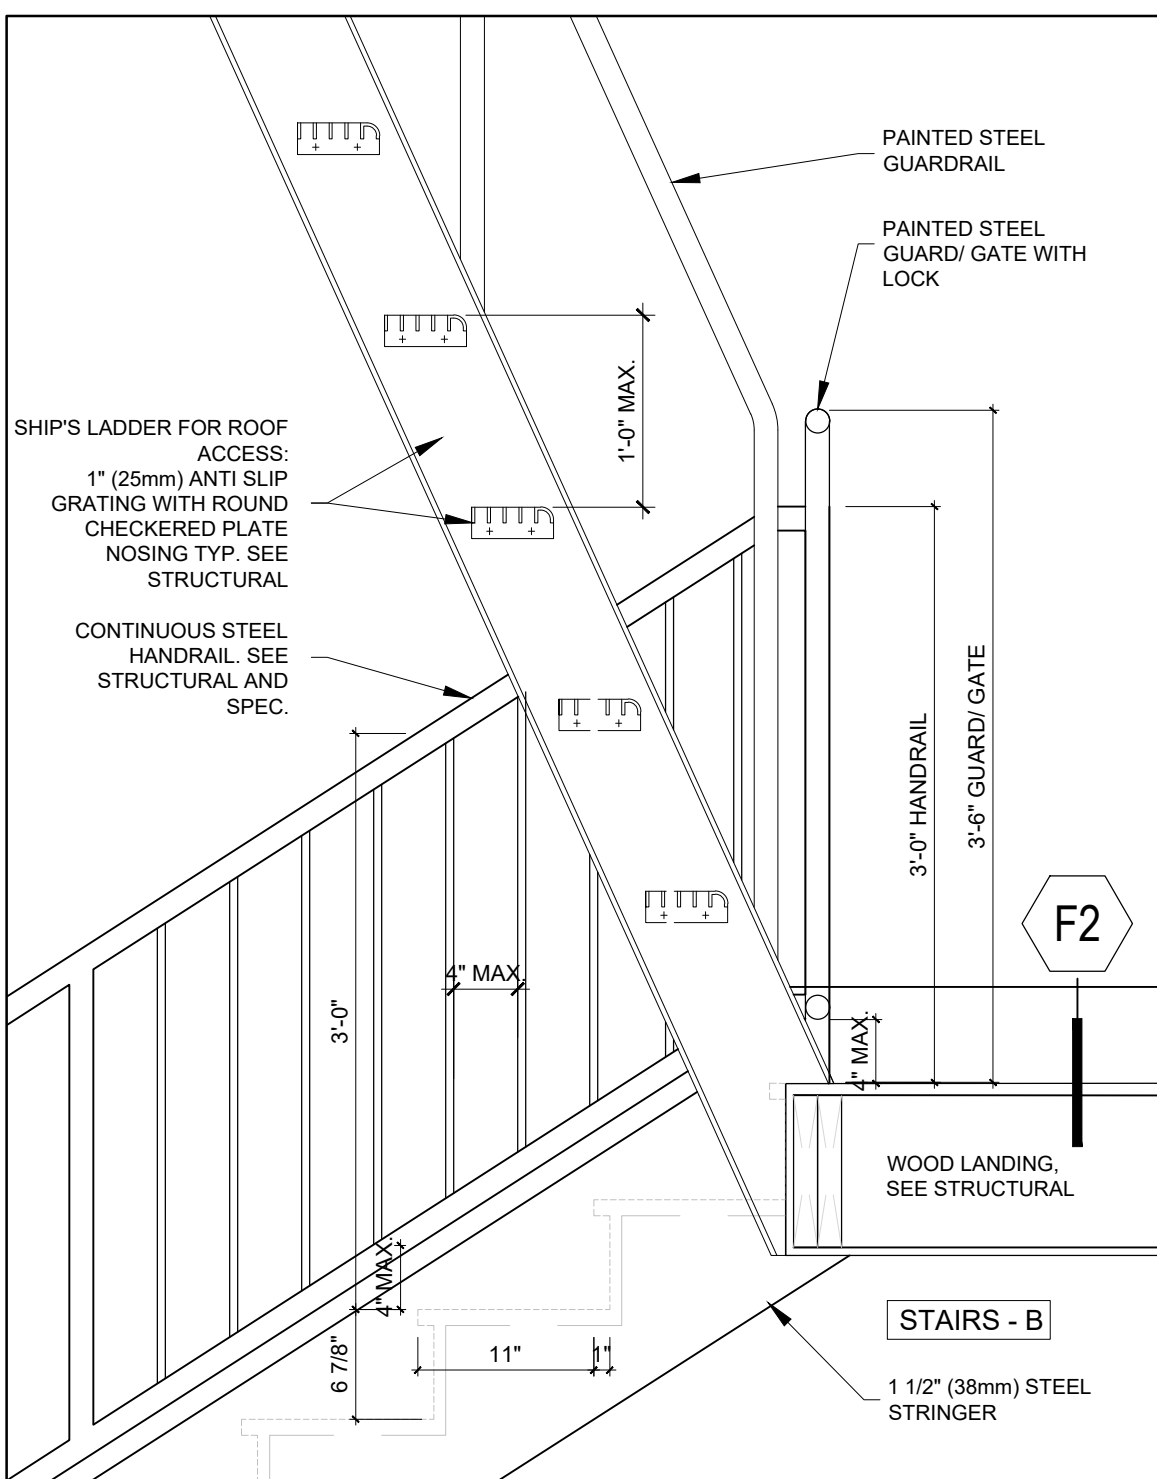 PAINTED STEEL
GUARDRAIL
PAINTED STEEL
GUARD/ GATE WITH
LOCK
1'-0" MAX.
SHIP'S LADDER FOR ROOF
ACCESS:
1" (25mm) ANTI SLIP
GRATING WITH ROUND
CHECKERED PLATE
NOSING TYP. SEE
STRUCTURAL
CONTINUOUS STEEL
HANDRAIL. SEE
STRUCTURAL AND
SPEC.
3'-0" HANDRAIL
3'-6" GUARD/ GATE
F2
4" MAX.
3'-0"
4" MAX.
WOOD LANDING,
SEE STRUCTURAL
4" MAX.
6 7/8"
11"
1"
STAIRS - B
1 1/2" (38mm) STEEL
STRINGER